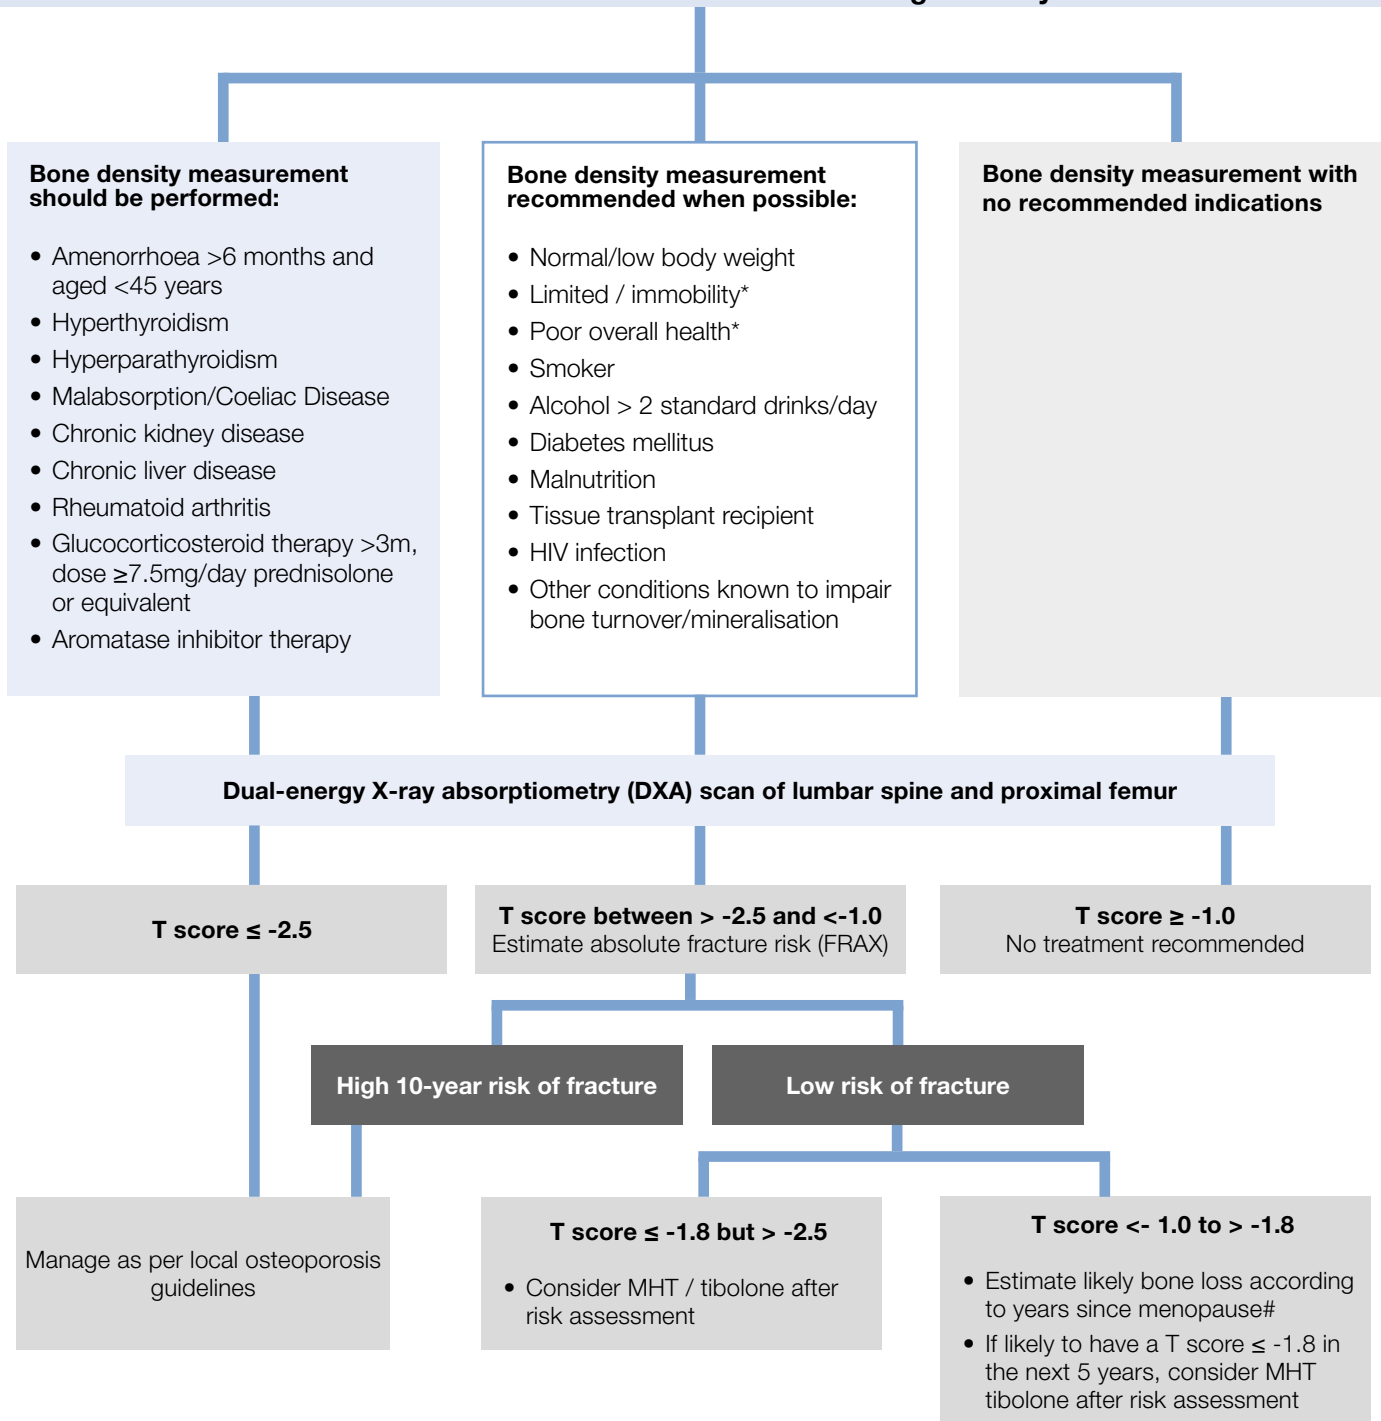 Bone density measurement
should be performed:
• Amenorrhoea >6 months and
aged <45 years
• Hyperthyroidism
• Hyperparathyroidism
• Malabsorption/Coeliac Disease
• Chronic kidney disease
• Chronic liver disease
• Rheumatoid arthritis
• Glucocorticosteroid therapy >3m,
dose ≥7.5mg/day prednisolone
or equivalent
• Aromatase inhibitor therapy
Bone density measurement
recommended when possible:
• Normal/low body weight
• Limited / immobility*
• Poor overall health*
• Smoker
• Alcohol > 2 standard drinks/day
• Diabetes mellitus
• Malnutrition
• Tissue transplant recipient
• HIV infection
• Other conditions known to impair
bone turnover/mineralisation
Bone density measurement with
no recommended indications
Dual-energy X-ray absorptiometry (DXA) scan of lumbar spine and proximal femur
T score ≤ -2.5
T score between > -2.5 and <-1.0
Estimate absolute fracture risk (FRAX)
T score ≥ -1.0
No treatment recommended
High 10-year risk of fracture
Low risk of fracture
Manage as per local osteoporosis
guidelines
T score ≤ -1.8 but > -2.5
• Consider MHT / tibolone after
risk assessment
T score <- 1.0 to > -1.8
• Estimate likely bone loss according
to years since menopause#
• If likely to have a T score ≤ -1.8 in
the next 5 years, consider MHT
tibolone after risk assessment